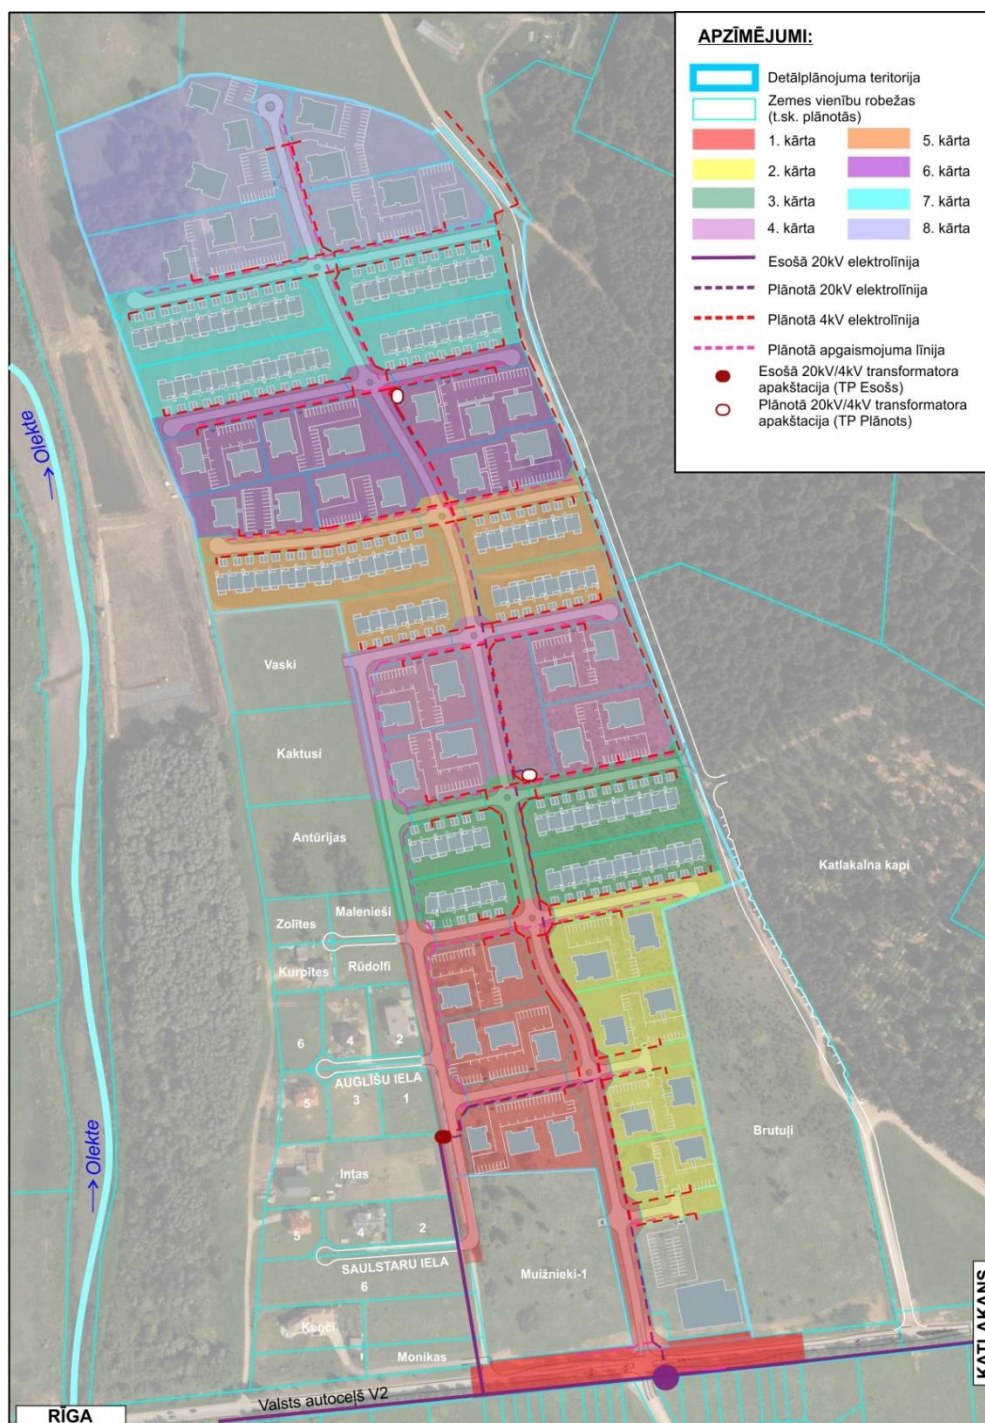 APZĪMĒJUMI:
Detālplānojuma teritorija
Zemes vienību robežas
(t.sk. plānotās)
1. kārta
5. kārta
2. kārta
6. kārta
3. kārta
7. kārta
4. kārta
8. kārta
Esošā 20kV elektrolīnija
Plānotā 20kV elektrolīnija
Plānotā 4kV elektrolīnija
Plānotā apgaismojuma līnija
Esošā 20kV/4kV transformatora
apakštacija (TP Esošs)
Plānotā 20kV/4kV transformatora
apakštacija (TP Plānots)
Olekte
Vaski
Kaktusi
Antūrijas
Katlakalna kapi
Malenieši
Zolītes
Kurpītes
Rūdolfi
6
4
2
AUGLĪŠU IELA
5
3
1
Brutuļi
Olekte
Intas
5
4
2
SAULSTARU IELA
6
Muižnieki-1
Ķenči
1
Monikas
Valsts autoceļš V2
KATLAKANS
RĪGA